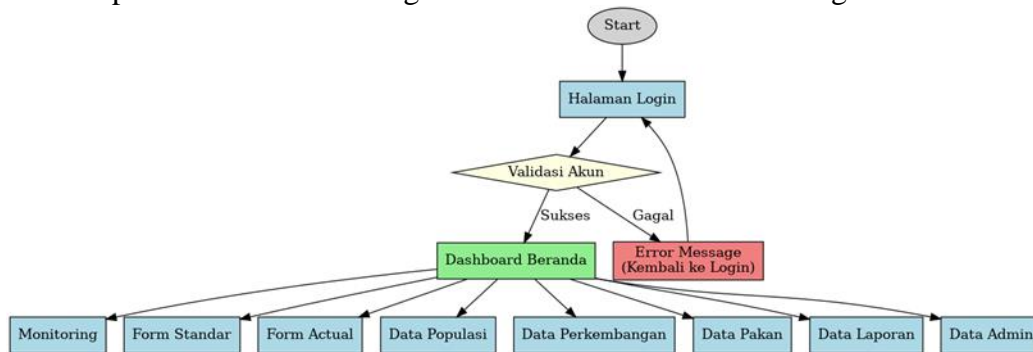 Start
Halaman Login
Validasi Akun
Sukses
Gagal
Dashboard Beranda
Error Message
(Kembali ke Login)
Monitoring
Form Standar
Form Actual
Data Populasi
Data Perkembangan
Data Pakan
Data Laporan
Data Admin